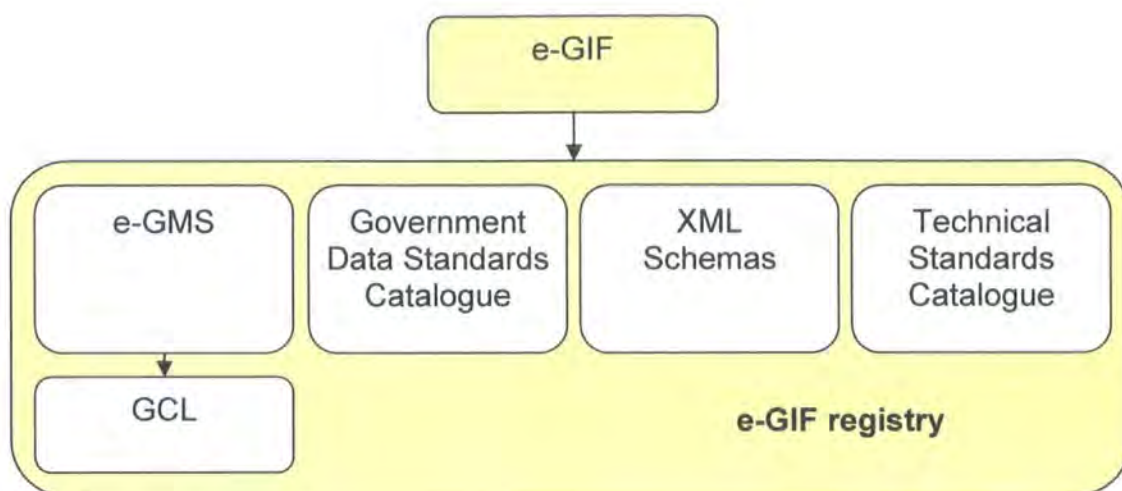 e-GIF
e-GMS
Government
Data Standards
Catalogue
XML
Schemas
Technical
Standards
Catalogue
GCL
e-GIF registry